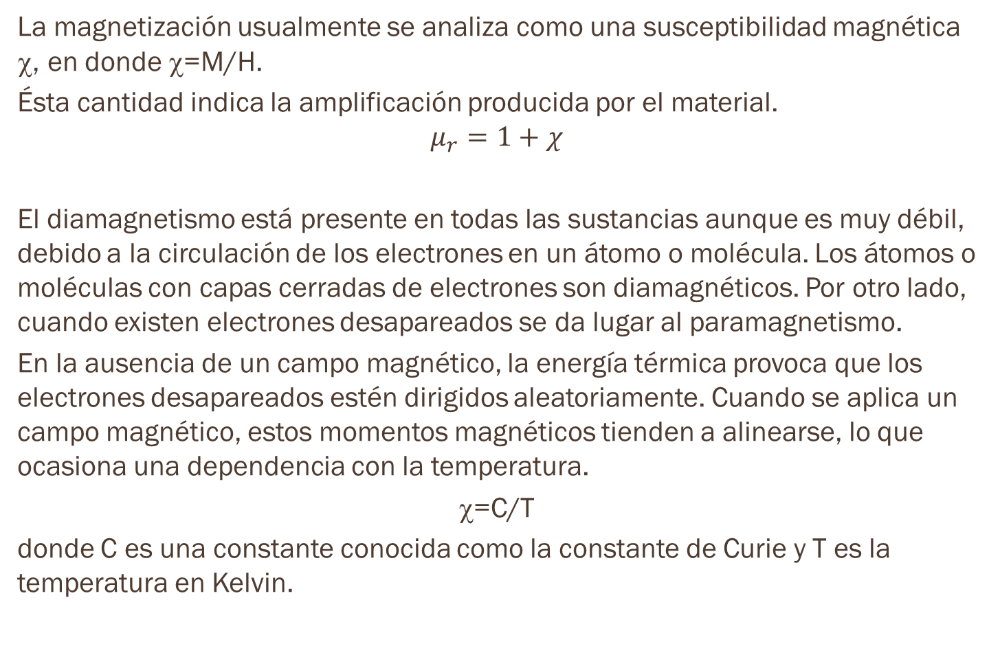 La magnetización usualmente se analiza como una susceptibilidad magnética
χ, en donde χ=M/H.
Ésta cantidad indica la amplificación producida por el material.
μᵣ = 1 + χ
El diamagnetismo está presente en todas las sustancias aunque es muy débil,
debido a la circulación de los electrones en un átomo o molécula. Los átomos o
moléculas con capas cerradas de electrones son diamagnéticos. Por otro lado,
cuando existen electrones desapareados se da lugar al paramagnetismo.
En la ausencia de un campo magnético, la energía térmica provoca que los
electrones desapareados estén dirigidos aleatoriamente. Cuando se aplica un
campo magnético, estos momentos magnéticos tienden a alinearse, lo que
ocasiona una dependencia con la temperatura.
χ=C/T
donde C es una constante conocida como la constante de Curie y T es la
temperatura en Kelvin.